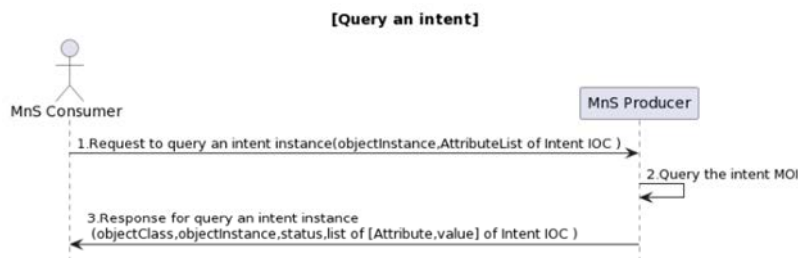 [Query an intent]
MnS Consumer
MnS Producer
1.Request to query an intent instance(objectInstance,AttributeList of Intent IOC )
2.Query the intent MOI
3.Response for query an intent instance
(objectClass,objectInstance,status,list of [Attribute,value] of Intent IOC )